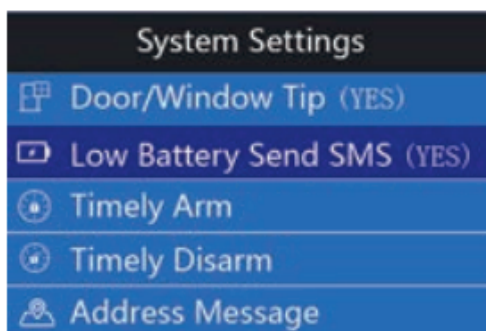 System Settings
Door/Window Tip (YES)
Low Battery Send SMS (YES)
Timely Arm
Timely Disarm
Address Message